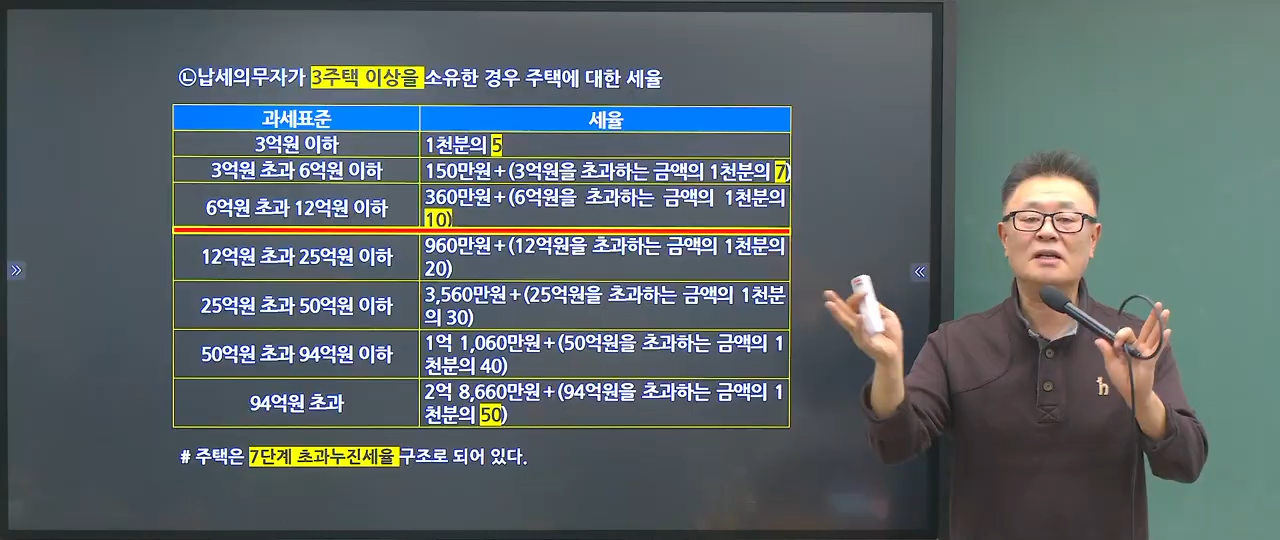 ㉡납세의무자가 3주택 이상을 소유한 경우 주택에 대한 세율
과세표준 세율
3억원 이하 1천분의 5
3억원 초과 6억원 이하 150만원+(3억원을 초과하는 금액의 1천분의 7)
6억원 초과 12억원 이하 360만원+(6억원을 초과하는 금액의 1천분의
10)
12억원 초과 25억원 이하 960만원+(12억원을 초과하는 금액의 1천분의
20)
25억원 초과 50억원 이하 3,560만원+(25억원을 초과하는 금액의 1천분
의 30)
50억원 초과 94억원 이하 1억 1,060만원+(50억원을 초과하는 금액의 1
천분의 40)
94억원 초과 2억 8,660만원+(94억원을 초과하는 금액의 1
천분의 50)
# 주택은 7단계 초과누진세율 구조로 되어 있다.
h